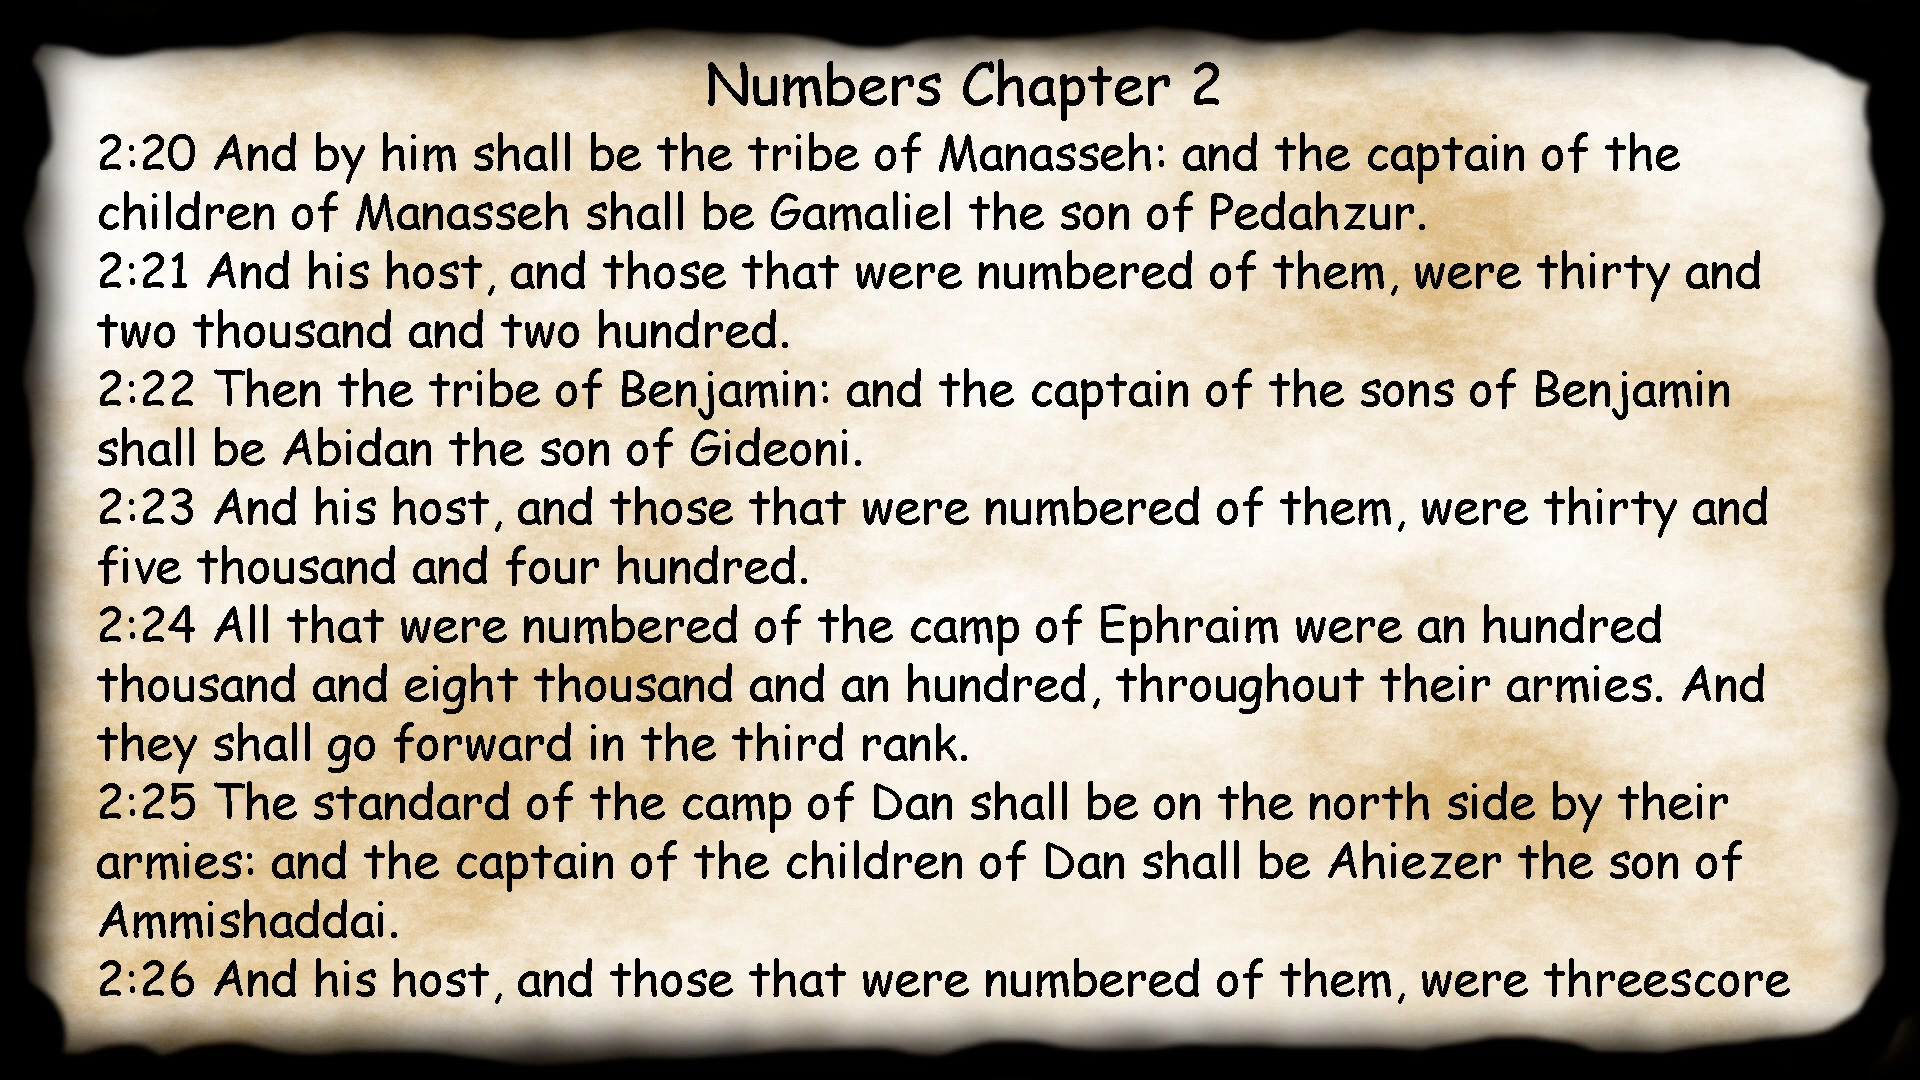 Numbers Chapter 2
2:20 And by him shall be the tribe of Manasseh: and the captain of the
children of Manasseh shall be Gamaliel the son of Pedahzur.
2:21 And his host, and those that were numbered of them, were thirty and
two thousand and two hundred.
2:22 Then the tribe of Benjamin: and the captain of the sons of Benjamin
shall be Abidan the son of Gideoni.
2:23 And his host, and those that were numbered of them, were thirty and
five thousand and four hundred.
2:24 All that were numbered of the camp of Ephraim were an hundred
thousand and eight thousand and an hundred, throughout their armies. And
they shall go forward in the third rank.
2:25 The standard of the camp of Dan shall be on the north side by their
armies: and the captain of the children of Dan shall be Ahiezer the son of
Ammishaddai.
2:26 And his host, and those that were numbered of them, were threescore